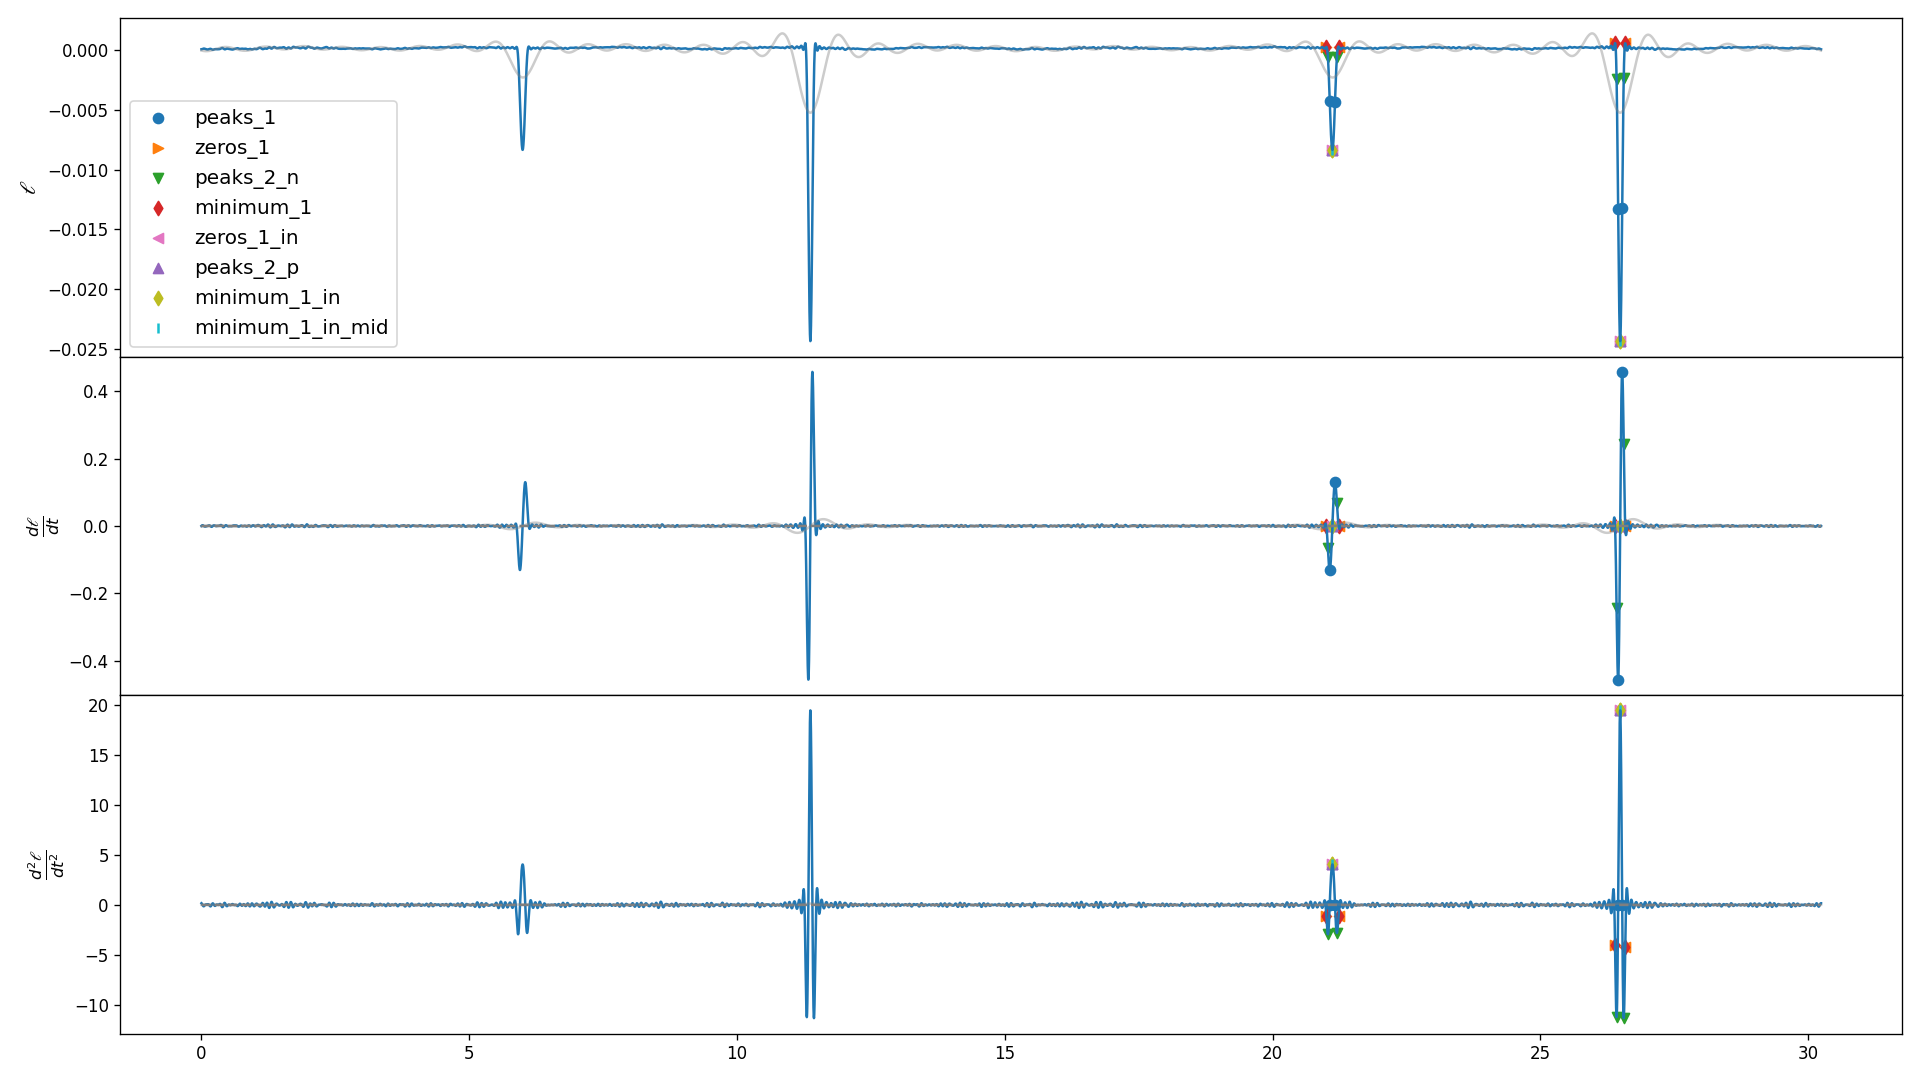 0.000
−0.005
−0.010
−0.015
−0.020
−0.025
ℓ
peaks_1
zeros_1
peaks_2_n
minimum_1
zeros_1_in
peaks_2_p
minimum_1_in
minimum_1_in_mid
0.4
0.2
0.0
−0.2
−0.4
dℓ
dt
20
15
10
5
0
−5
−10
d²ℓ
dt²
0 5 10 15 20 25 30